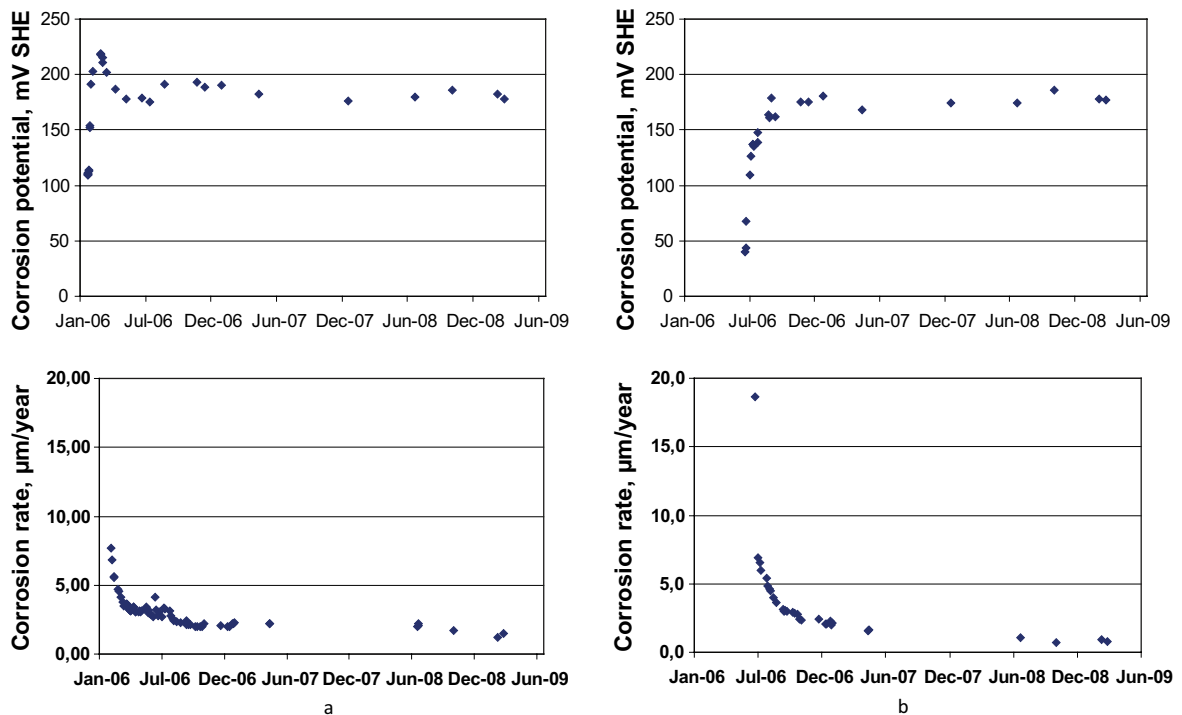 Corrosion potential, mV SHE
250
200
150
100
50
0
Jan-06 Jul-06 Dec-06 Jun-07 Dec-07 Jun-08 Dec-08 Jun-09
Corrosion potential, mV SHE
250
200
150
100
50
0
Jan-06 Jul-06 Dec-06 Jun-07 Dec-07 Jun-08 Dec-08 Jun-09
Corrosion rate, µm/year
20,00
15,00
10,00
5,00
0,00
Jan-06 Jul-06 Dec-06 Jun-07 Dec-07 Jun-08 Dec-08 Jun-09
a
Corrosion rate, µm/year
20,0
15,0
10,0
5,0
0,0
Jan-06 Jul-06 Dec-06 Jun-07 Dec-07 Jun-08 Dec-08 Jun-09
b